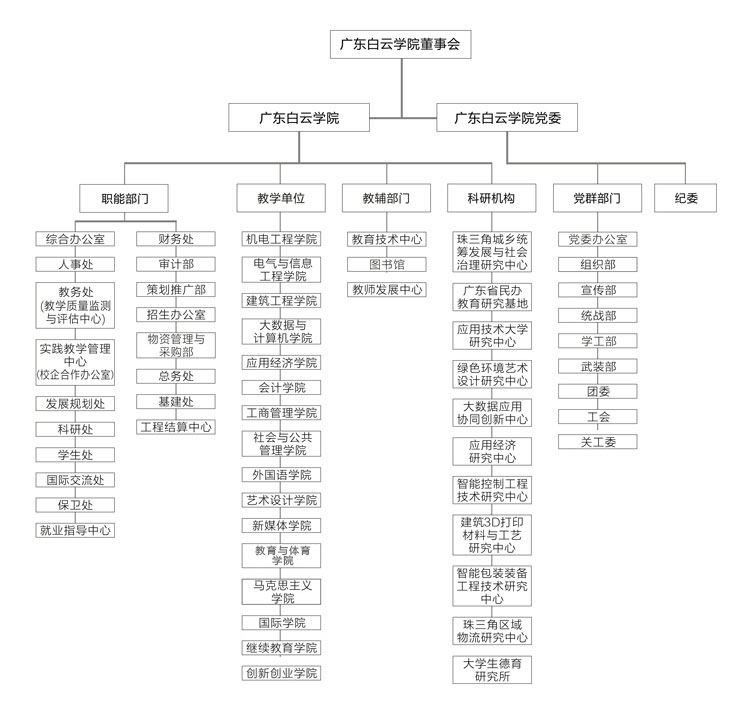 广东白云学院董事会
广东白云学院
广东白云学院党委
职能部门
教学单位
教辅部门
科研机构
党群部门
纪委
综合办公室
人事处
教务处
(教学质量监测
与评估中心)
实践教学管理
中心
(校企合作办公室)
发展规划处
科研处
学生处
国际交流处
保卫处
就业指导中心
财务处
审计部
策划推广部
招生办公室
物资管理与
采购部
总务处
基建处
工程结算中心
机电工程学院
电气与信息
工程学院
建筑工程学院
大数据与
计算机学院
应用经济学院
会计学院
工商管理学院
社会与公共
管理学院
外国语学院
艺术设计学院
新媒体学院
教育与体育
学院
马克思主义
学院
国际学院
继续教育学院
创新创业学院
教育技术中心
图书馆
教师发展中心
珠三角城乡统
筹发展与社会
治理研究中心
广东省民办
教育研究基地
应用技术大学
研究中心
绿色环境艺术
设计研究中心
大数据应用
协同创新中心
应用经济
研究中心
智能控制工程
技术研究中心
建筑3D打印
材料与工艺
研究中心
智能包装装备
工程技术研究
中心
珠三角区域
物流研究中心
大学生德育
研究所
党委办公室
组织部
宣传部
统战部
学工部
武装部
团委
工会
关工委